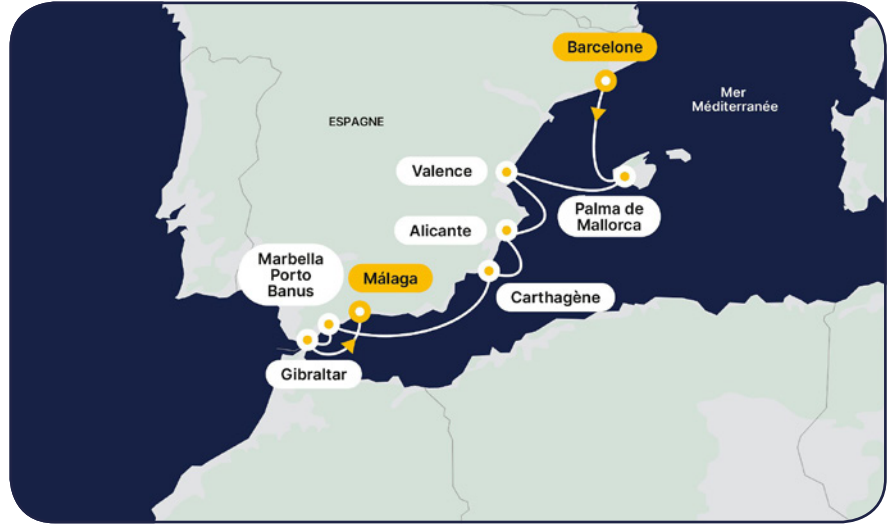 Barcelone
Mer
Méditerranée
ESPAGNE
Valence
Palma de
Mallorca
Alicante
Marbella
Porto
Banus
Málaga
Carthagène
Gibraltar